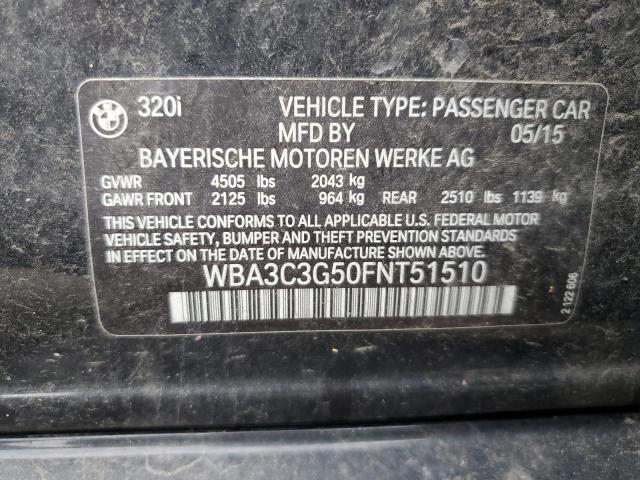 BMW
320i VEHICLE TYPE: PASSENGER CAR
MFD BY 05/15
BAYERISCHE MOTOREN WERKE AG
GVWR 4505 lbs 2043 kg
GAWR FRONT 2125 lbs 964 kg REAR 2510 lbs 1139 kg
THIS VEHICLE CONFORMS TO ALL APPLICABLE U.S. FEDERAL MOTOR
VEHICLE SAFETY, BUMPER AND THEFT PREVENTION STANDARDS
IN EFFECT ON THE DATE OF MANUFACTURE SHOWN ABOVE.
WBA3C3G50FNT51510
2 122 606